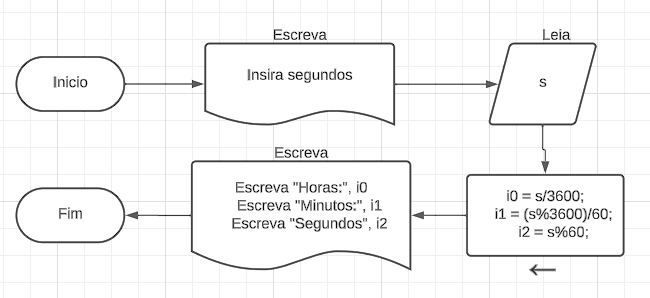 Escreva
Leia
Inicio
Insira segundos
s
Escreva
i0 = s/3600;
i1 = (s%3600)/60;
i2 = s%60;
Escreva "Horas:", i0
Escreva "Minutos:", i1
Escreva "Segundos", i2
Fim